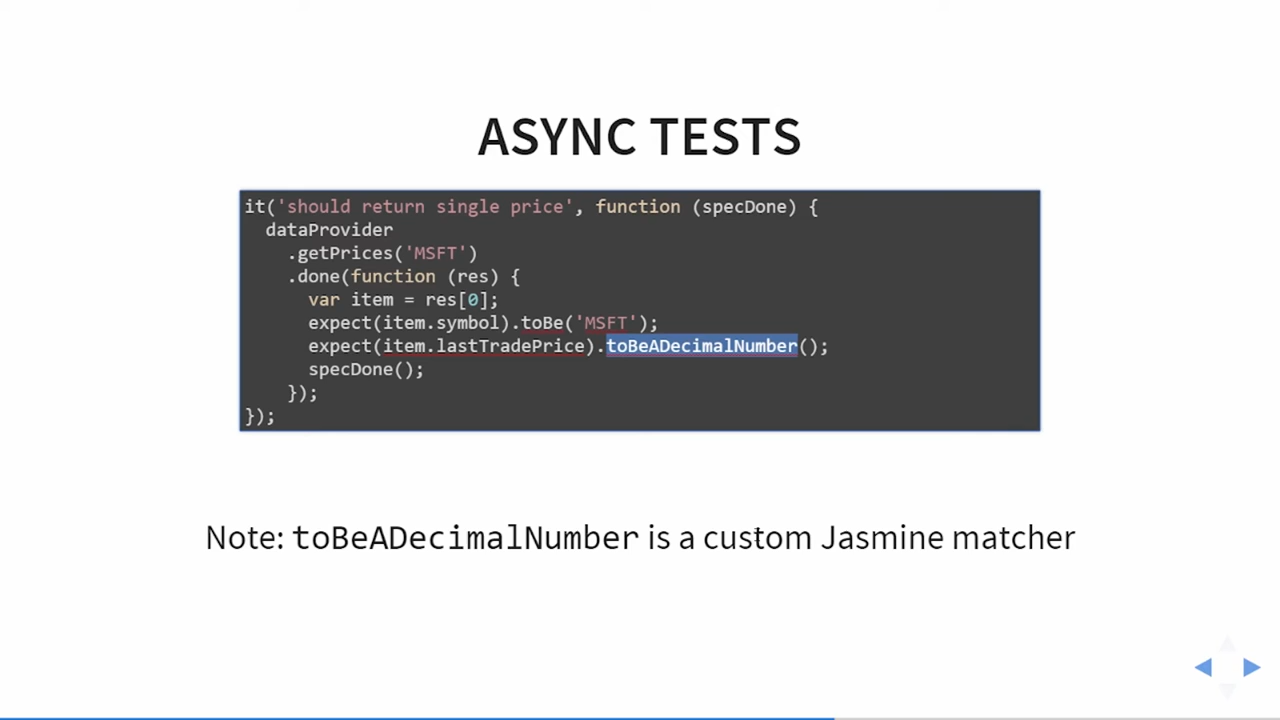 ASYNC TESTS
it('should return single price', function (specDone) {
  dataProvider
    .getPrices('MSFT')
    .done(function (res) {
      var item = res[0];
      expect(item.symbol).toBe('MSFT');
      expect(item.lastTradePrice).toBeADecimalNumber();
      specDone();
    });
});
Note: toBeADecimalNumber is a custom Jasmine matcher